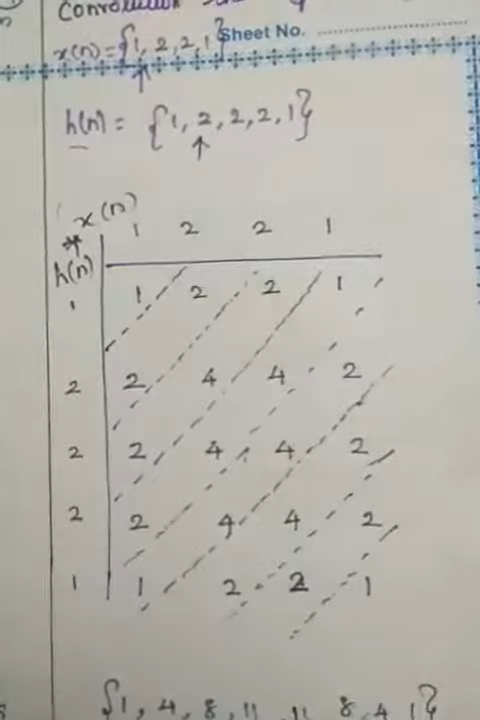 x(n)={1, 2, 2, 1}
Sheet No.
h(n) = {1, 2, 2, 2, 1}
x(n)
* 1 2 2 1
h(n)
1 1 2 2 1
2 2 4 4 2
2 2 4 4 2
2 2 4 4 2
1 1 2 2 1
{1, 4, 8, 11, 11, 8, 4, 1}